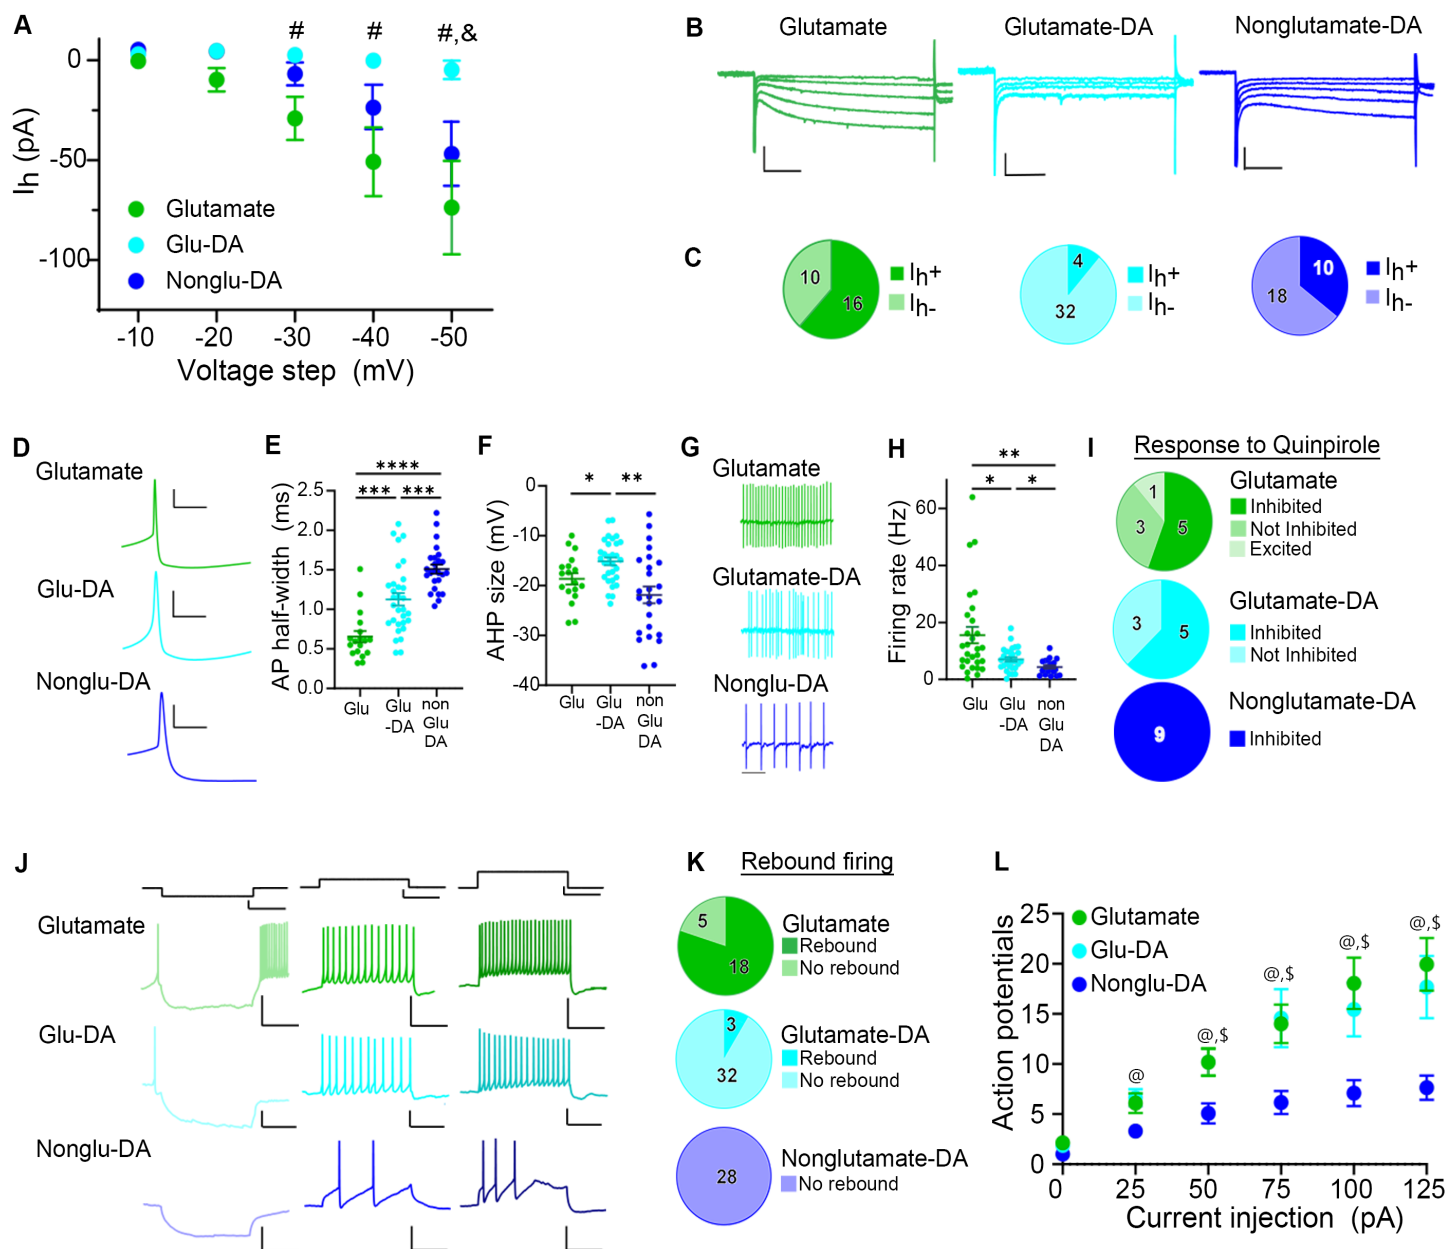 A
# # #,&
0
-50
-100
Ih (pA)
Glutamate
Glu-DA
Nonglu-DA
-10 -20 -30 -40 -50
Voltage step (mV)
B
Glutamate Glutamate-DA Nonglutamate-DA
C
10 16
Ih+
Ih-
4 32
Ih+
Ih-
10 18
Ih+
Ih-
D
Glutamate
Glu-DA
Nonglu-DA
E
****
*** ***
2.5
2.0
1.5
1.0
0.5
0.0
AP half-width (ms)
Glu
Glu
-DA
non
Glu
DA
F
* **
0
-10
-20
-30
-40
AHP size (mV)
Glu
Glu
-DA
non
Glu
DA
G
Glutamate
Glutamate-DA
Nonglu-DA
H
**
* *
60
40
20
0
Firing rate (Hz)
Glu
Glu
-DA
non
Glu
DA
I
Response to Quinpirole
1 3 5
Glutamate
Inhibited
Not Inhibited
Excited
3 5
Glutamate-DA
Inhibited
Not Inhibited
9
Nonglutamate-DA
Inhibited
J
Glutamate
Glu-DA
Nonglu-DA
K
Rebound firing
5 18
Glutamate
Rebound
No rebound
3 32
Glutamate-DA
Rebound
No rebound
28
Nonglutamate-DA
No rebound
L
25
20
15
10
5
0
Action potentials
Glutamate
Glu-DA
Nonglu-DA
@ @,$ @,$ @,$ @,$
0 25 50 75 100 125
Current injection (pA)